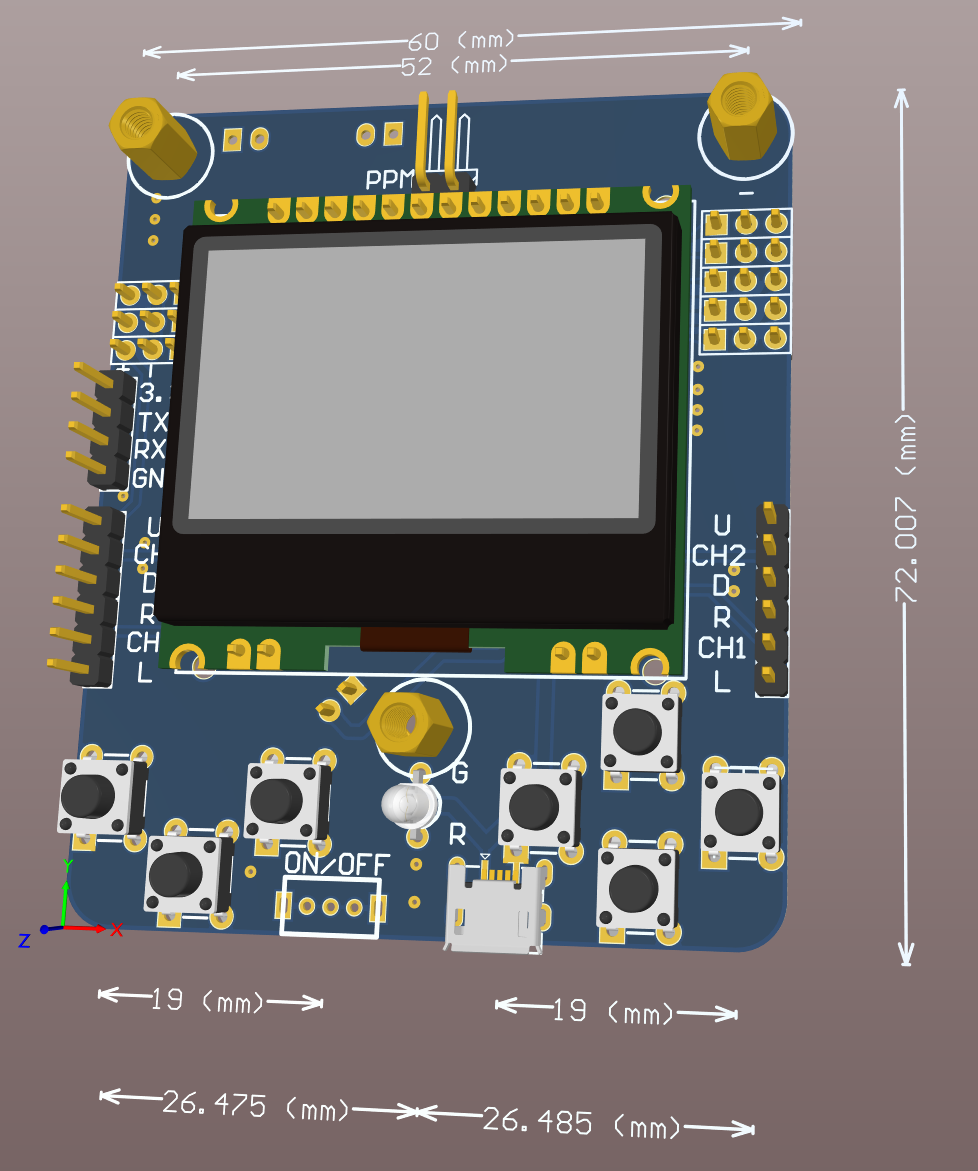 60 (mm)
52 (mm)
PPM
72.007 (mm)
3.
TX
RX
GN
U
CH
D
R
CH
L
U
CH2
D
R
CH1
L
G
R
ON/OFF
Y
Z
X
19 (mm)
19 (mm)
26.475 (mm)
26.485 (mm)